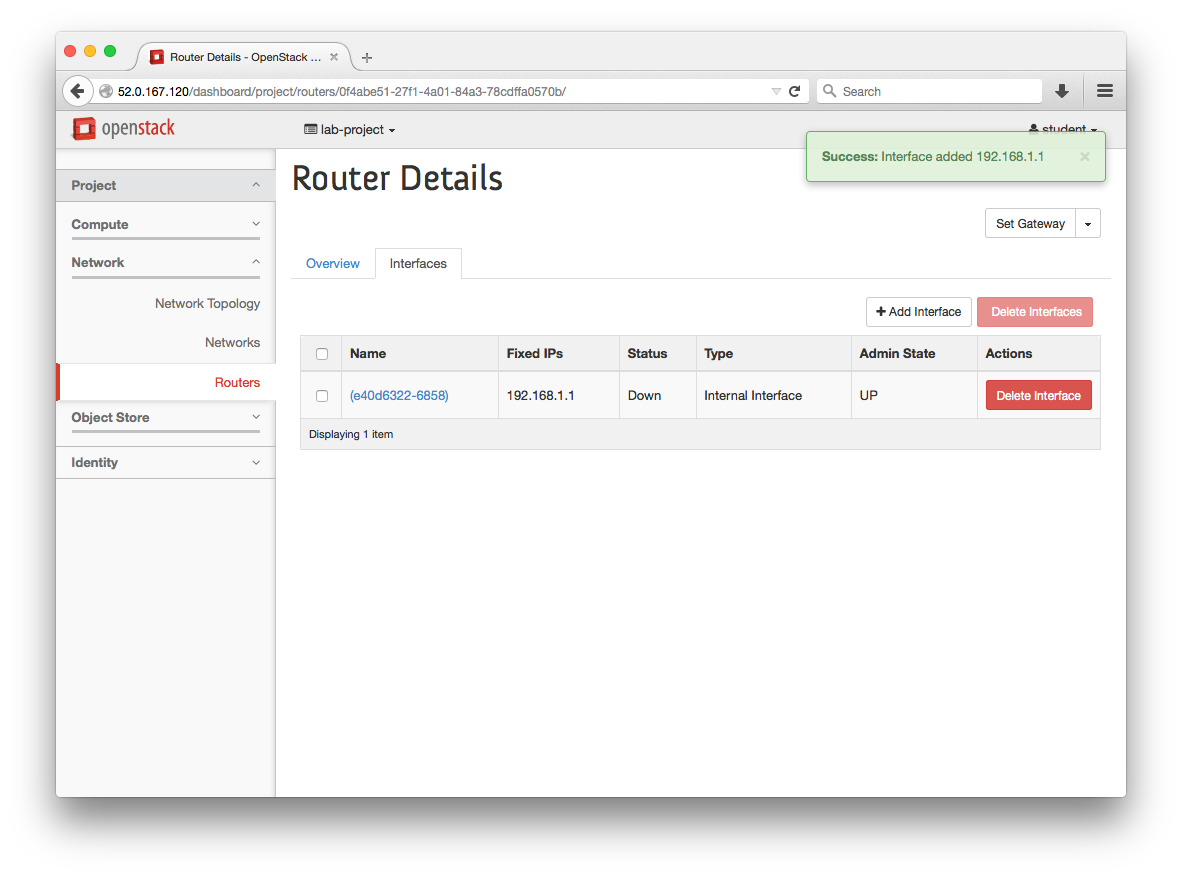 Router Details - OpenStack ...
52.0.167.120/dashboard/project/routers/0f4abe51-27f1-4a01-84a3-78cdffa0570b/
Search
openstack
lab-project
student
Success: Interface added 192.168.1.1
Project
Compute
Network
Network Topology
Networks
Routers
Object Store
Identity
Router Details
Set Gateway
Overview Interfaces
+ Add Interface Delete Interfaces
Name Fixed IPs Status Type Admin State Actions
(e40d6322-6858) 192.168.1.1 Down Internal Interface UP Delete Interface
Displaying 1 item